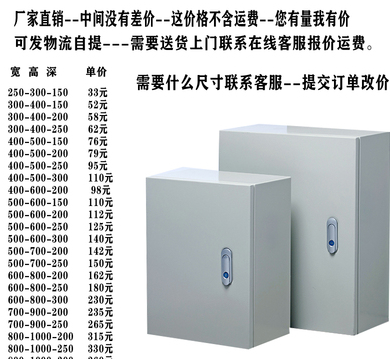 厂家直销--中间没有差价--这价格不含运费--您有量我有价
可发物流自提---需要送货上门联系在线客服报价运费。
宽 高 深 单价
需要什么尺寸联系客服--提交订单改价
250-300-150 33元
300-400-150 52元
300-400-200 58元
300-400-250 62元
400-500-150 76元
400-500-200 79元
400-500-250 95元
400-500-300 110元
400-600-200 98元
500-600-150 110元
500-600-200 112元
500-600-250 125元
500-600-300 140元
500-700-200 142元
500-700-250 150元
600-800-200 162元
600-800-250 180元
600-800-300 230元
700-900-200 235元
700-900-250 265元
800-1000-200 315元
800-1000-250 330元